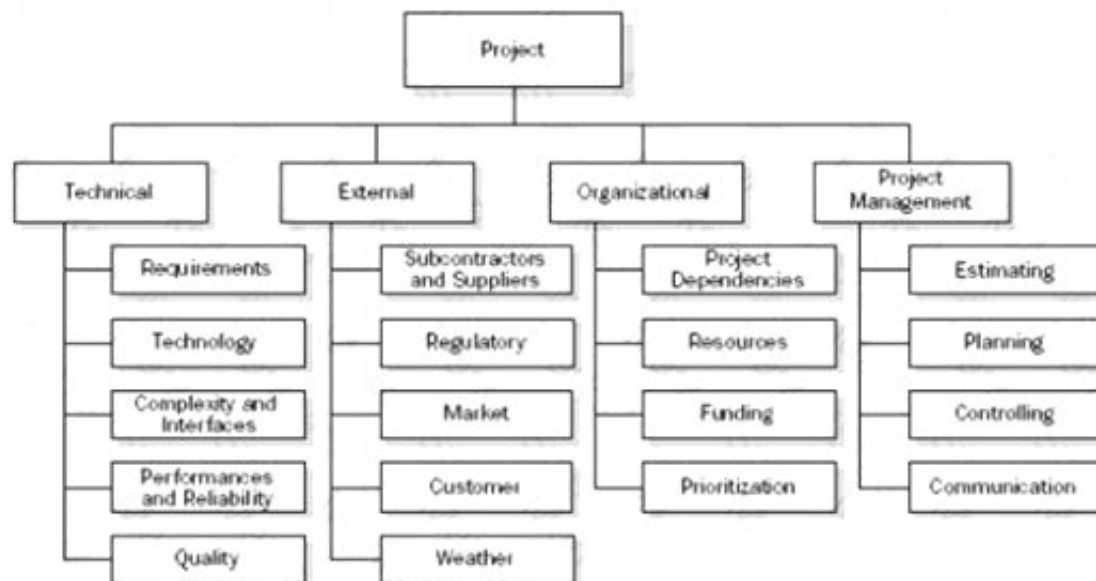 Project
Technical
External
Organizational
Project
Management
Requirements
Technology
Complexity and
Interfaces
Performances
and Reliability
Quality
Subcontractors
and Suppliers
Regulatory
Market
Customer
Weather
Project
Dependencies
Resources
Funding
Prioritization
Estimating
Planning
Controlling
Communication